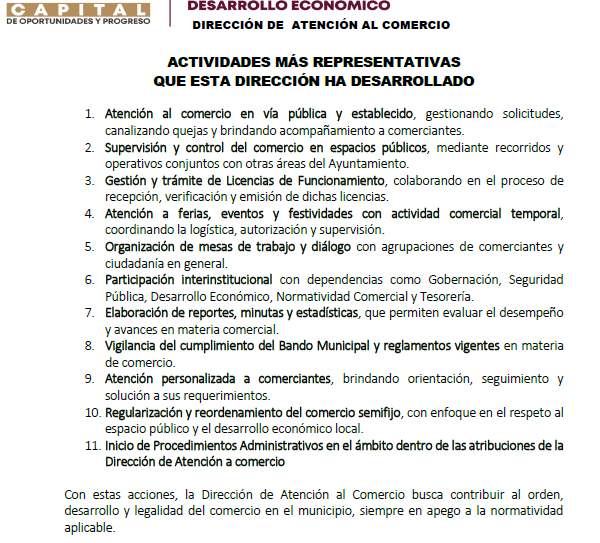 CAPITAL
DE OPORTUNIDADES Y PROGRESO
DESARROLLO ECONÓMICO
DIRECCIÓN DE ATENCIÓN AL COMERCIO
ACTIVIDADES MÁS REPRESENTATIVAS
QUE ESTA DIRECCIÓN HA DESARROLLADO
1. Atención al comercio en vía pública y establecido, gestionando solicitudes,
canalizando quejas y brindando acompañamiento a comerciantes.
2. Supervisión y control del comercio en espacios públicos, mediante recorridos y
operativos conjuntos con otras áreas del Ayuntamiento.
3. Gestión y trámite de Licencias de Funcionamiento, colaborando en el proceso de
recepción, verificación y emisión de dichas licencias.
4. Atención a ferias, eventos y festividades con actividad comercial temporal,
coordinando la logística, autorización y supervisión.
5. Organización de mesas de trabajo y diálogo con agrupaciones de comerciantes y
ciudadanía en general.
6. Participación interinstitucional con dependencias como Gobernación, Seguridad
Pública, Desarrollo Económico, Normatividad Comercial y Tesorería.
7. Elaboración de reportes, minutas y estadísticas, que permiten evaluar el desempeño
y avances en materia comercial.
8. Vigilancia del cumplimiento del Bando Municipal y reglamentos vigentes en materia
de comercio.
9. Atención personalizada a comerciantes, brindando orientación, seguimiento y
solución a sus requerimientos.
10. Regularización y reordenamiento del comercio semifijo, con enfoque en el respeto al
espacio público y el desarrollo económico local.
11. Inicio de Procedimientos Administrativos en el ámbito dentro de las atribuciones de la
Dirección de Atención a comercio
Con estas acciones, la Dirección de Atención al Comercio busca contribuir al orden,
desarrollo y legalidad del comercio en el municipio, siempre en apego a la normatividad
aplicable.